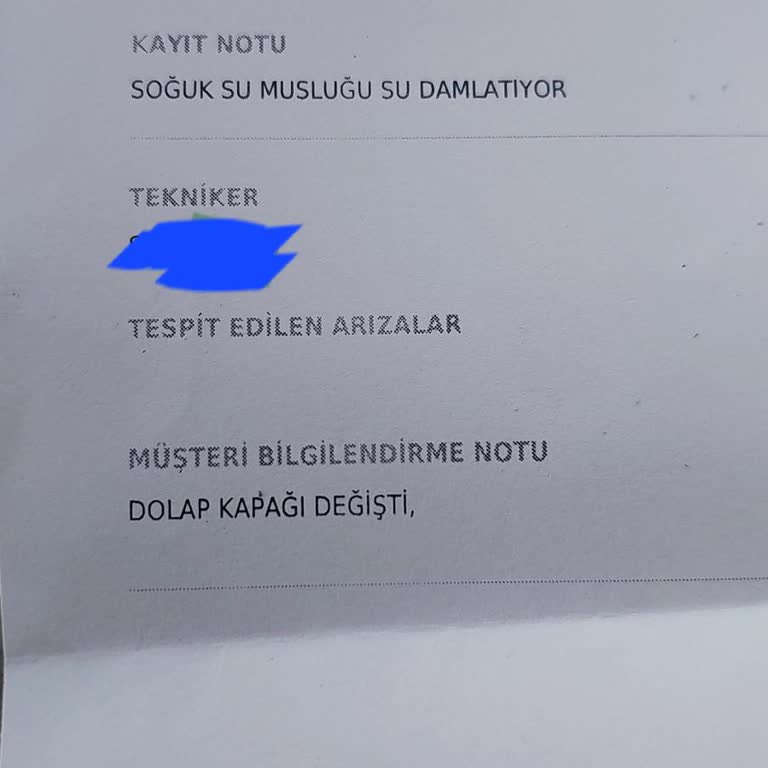 KAYIT NOTU
SOĞUK SU MUSLUĞU SU DAMLATIYOR
TEKNİKER
TESPİT EDİLEN ARIZALAR
MÜŞTERİ BİLGİLENDİRME NOTU
DOLAP KAPAĞI DEĞİŞTİ,